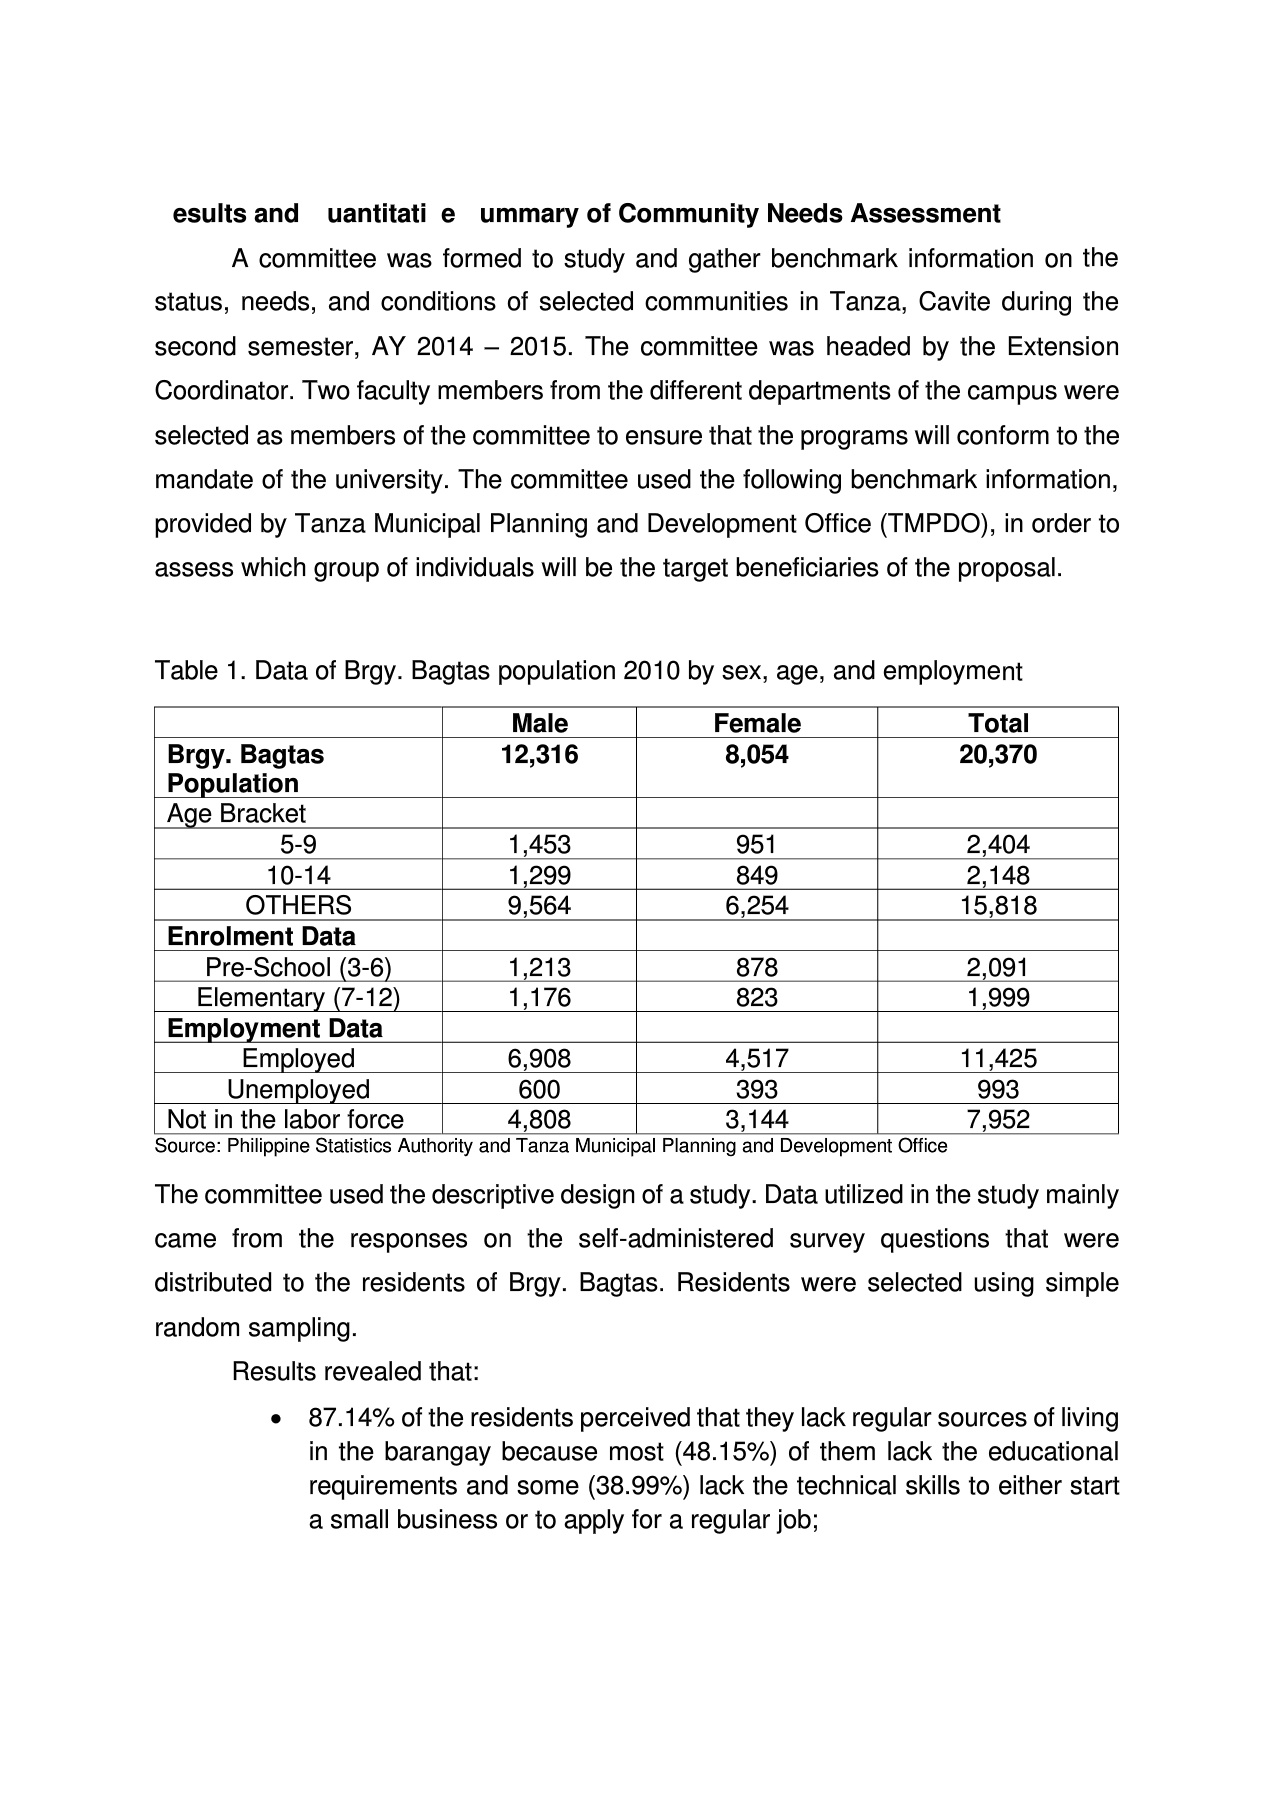 esults and uantitati e ummary of Community Needs Assessment
A committee was formed to study and gather benchmark information on the
status, needs, and conditions of selected communities in Tanza, Cavite during the
second semester, AY 2014 – 2015. The committee was headed by the Extension
Coordinator. Two faculty members from the different departments of the campus were
selected as members of the committee to ensure that the programs will conform to the
mandate of the university. The committee used the following benchmark information,
provided by Tanza Municipal Planning and Development Office (TMPDO), in order to
assess which group of individuals will be the target beneficiaries of the proposal.
Table 1. Data of Brgy. Bagtas population 2010 by sex, age, and employment
Male Female Total
Brgy. Bagtas 12,316 8,054 20,370
Population
Age Bracket
5-9 1,453 951 2,404
10-14 1,299 849 2,148
OTHERS 9,564 6,254 15,818
Enrolment Data
Pre-School (3-6) 1,213 878 2,091
Elementary (7-12) 1,176 823 1,999
Employment Data
Employed 6,908 4,517 11,425
Unemployed 600 393 993
Not in the labor force 4,808 3,144 7,952
Source: Philippine Statistics Authority and Tanza Municipal Planning and Development Office
The committee used the descriptive design of a study. Data utilized in the study mainly
came from the responses on the self-administered survey questions that were
distributed to the residents of Brgy. Bagtas. Residents were selected using simple
random sampling.
Results revealed that:
• 87.14% of the residents perceived that they lack regular sources of living
in the barangay because most (48.15%) of them lack the educational
requirements and some (38.99%) lack the technical skills to either start
a small business or to apply for a regular job;